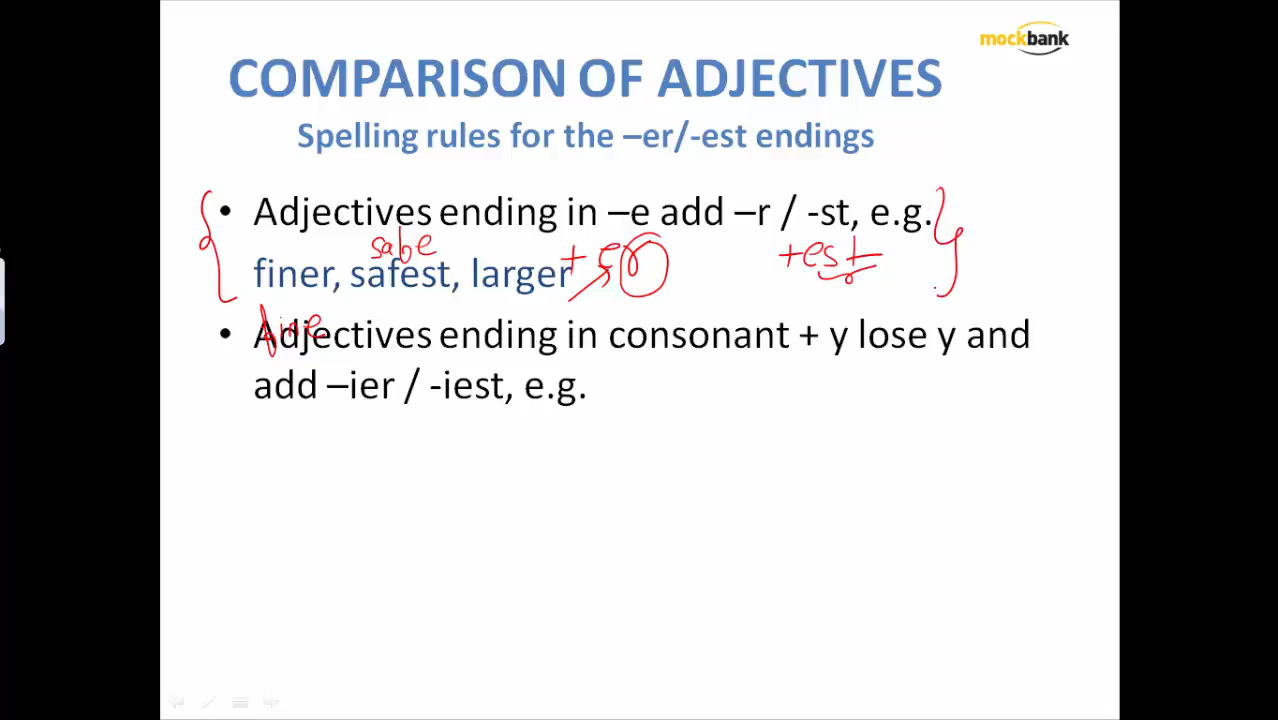 mockbank
COMPARISON OF ADJECTIVES
Spelling rules for the –er/-est endings
• Adjectives ending in –e add –r / -st, e.g.
safe
+ er
+est
finer, safest, larger
fine
• Adjectives ending in consonant + y lose y and
add –ier / -iest, e.g.